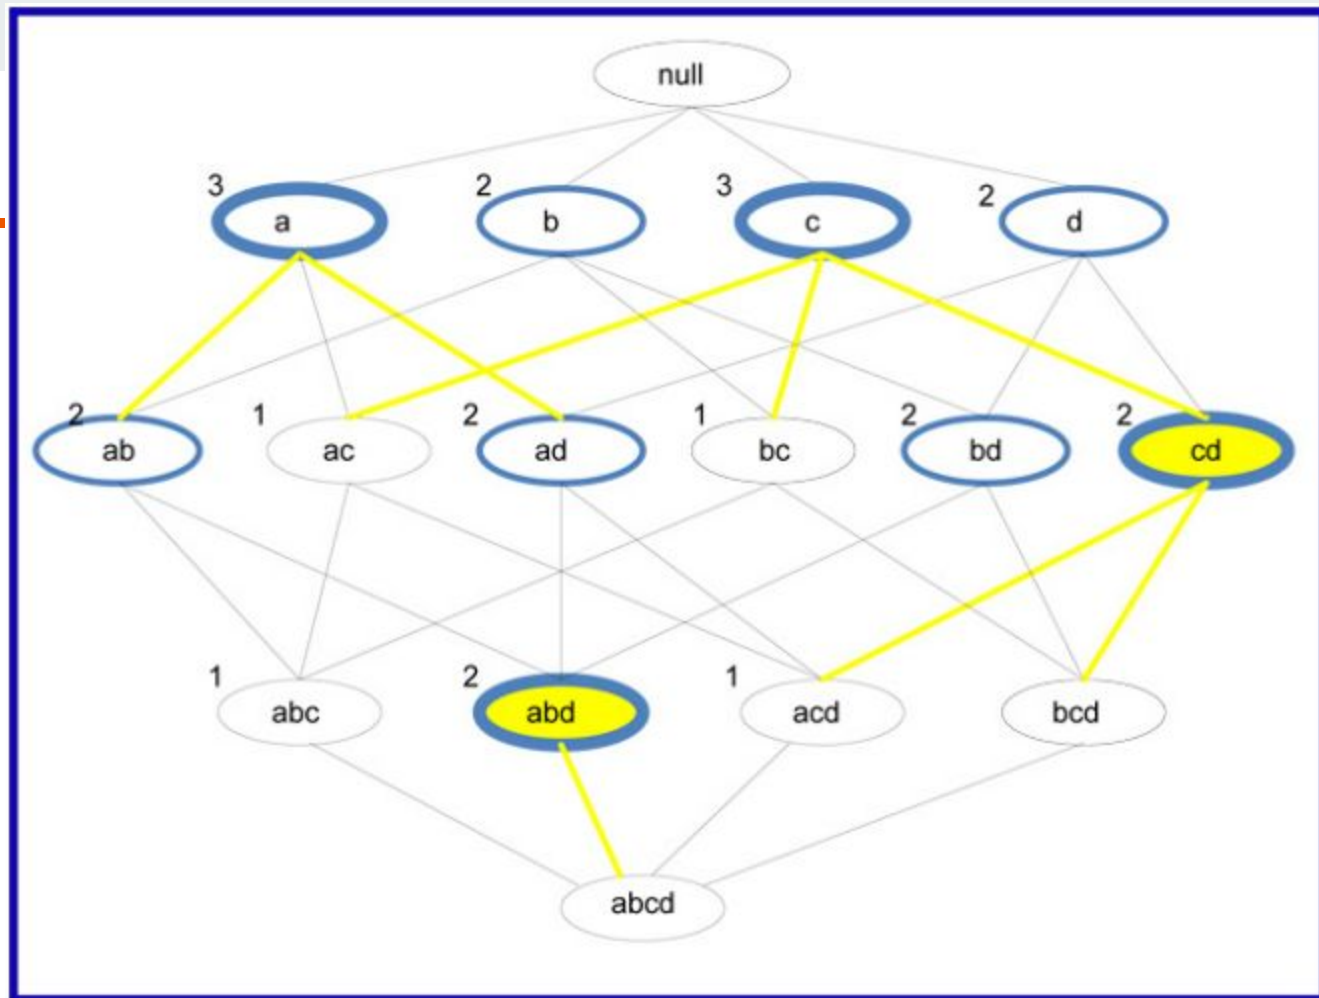 null
3 a 2 b 3 c 2 d
2 ab 1 ac 2 ad 1 bc 2 bd 2 cd
1 abc 2 abd 1 acd bcd
abcd